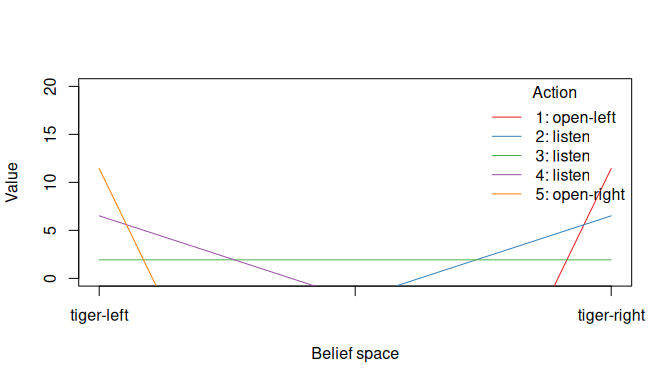 Action
1: open-left
2: listen
3: listen
4: listen
5: open-right
Value
20
15
10
5
0
tiger-left
tiger-right
Belief space